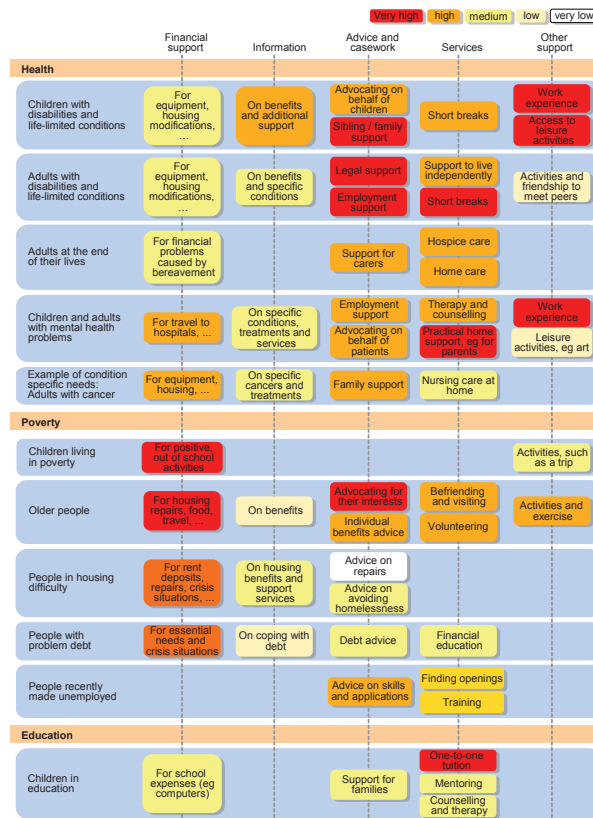 Very high
high
medium
low
very low
Financial
support
Information
Advice and
casework
Services
Other
support
Health
Children with
disabilities and
life-limited conditions
For
equipment,
housing
modifications,
...
On benefits
and additional
support
Advocating on
behalf of
children
Sibling / family
support
Short breaks
Work
experience
Access to
leisure
activities
Adults with
disabilities and
life-limited conditions
For
equipment,
housing
modifications,
...
On benefits
and specific
conditions
Legal support
Employment
support
Support to live
independently
Short breaks
Activities and
friendship to
meet peers
Adults at the end
of their lives
For financial
problems
caused by
bereavement
Support for
carers
Hospice care
Home care
Children and adults
with mental health
problems
For travel to
hospitals, ...
On specific
conditions,
treatments and
services
Employment
support
Advocating on
behalf of
patients
Therapy and
counselling
Practical home
support, eg for
parents
Work
experience
Leisure
activities, eg art
Example of condition
specific needs:
Adults with cancer
For equipment,
housing, ...
On specific
cancers and
treatments
Family support
Nursing care at
home
Poverty
Children living
in poverty
For positive,
out of school
activities
Activities, such
as a trip
Older people
For housing
repairs, food,
travel, ...
On benefits
Advocating for
their interests
Individual
benefits advice
Befriending
and visiting
Volunteering
Activities and
exercise
People in housing
difficulty
For rent
deposits,
repairs, crisis
situations, ...
On housing
benefits and
support
services
Advice on
repairs
Advice on
avoiding
homelessness
People with
problem debt
For essential
needs and
crisis situations
On coping with
debt
Debt advice
Financial
education
People recently
made unemployed
Advice on skills
and applications
Finding openings
Training
Education
Children in
education
For school
expenses (eg
computers)
Support for
families
One-to-one
tuition
Mentoring
Counselling
and therapy